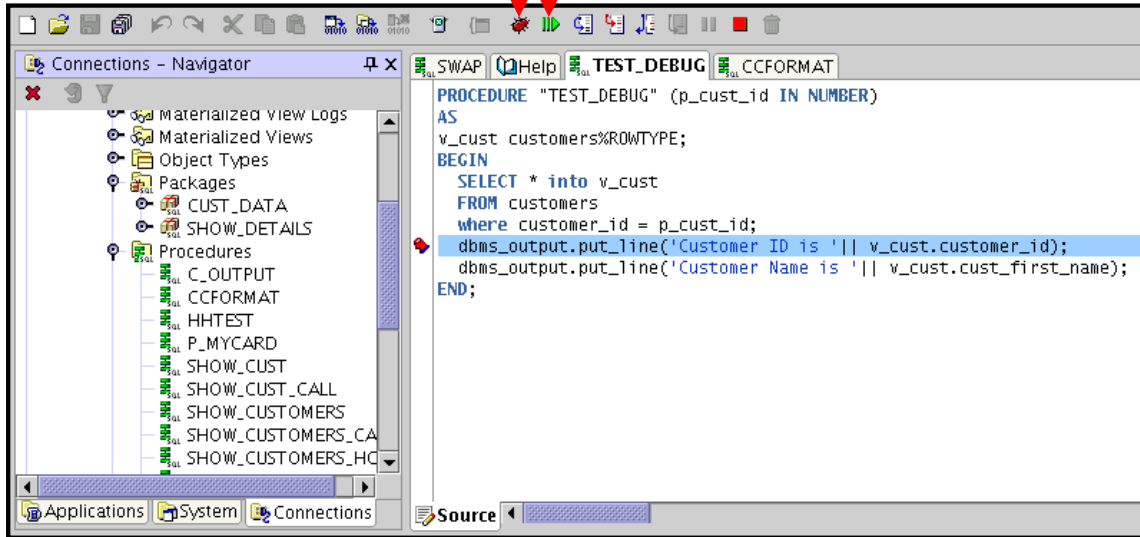 Connections - Navigator
Materialized View Logs
Materialized Views
Object Types
Packages
CUST_DATA
SHOW_DETAILS
Procedures
C_OUTPUT
CCFORMAT
HHTEST
P_MYCARD
SHOW_CUST
SHOW_CUST_CALL
SHOW_CUSTOMERS
SHOW_CUSTOMERS_CA
SHOW_CUSTOMERS_HC
Applications System Connections
SWAP Help TEST_DEBUG CCFORMAT
PROCEDURE "TEST_DEBUG" (p_cust_id IN NUMBER)
AS
v_cust customers%ROWTYPE;
BEGIN
SELECT * into v_cust
FROM customers
where customer_id = p_cust_id;
dbms_output.put_line('Customer ID is '|| v_cust.customer_id);
dbms_output.put_line('Customer Name is '|| v_cust.cust_first_name);
END;
Source